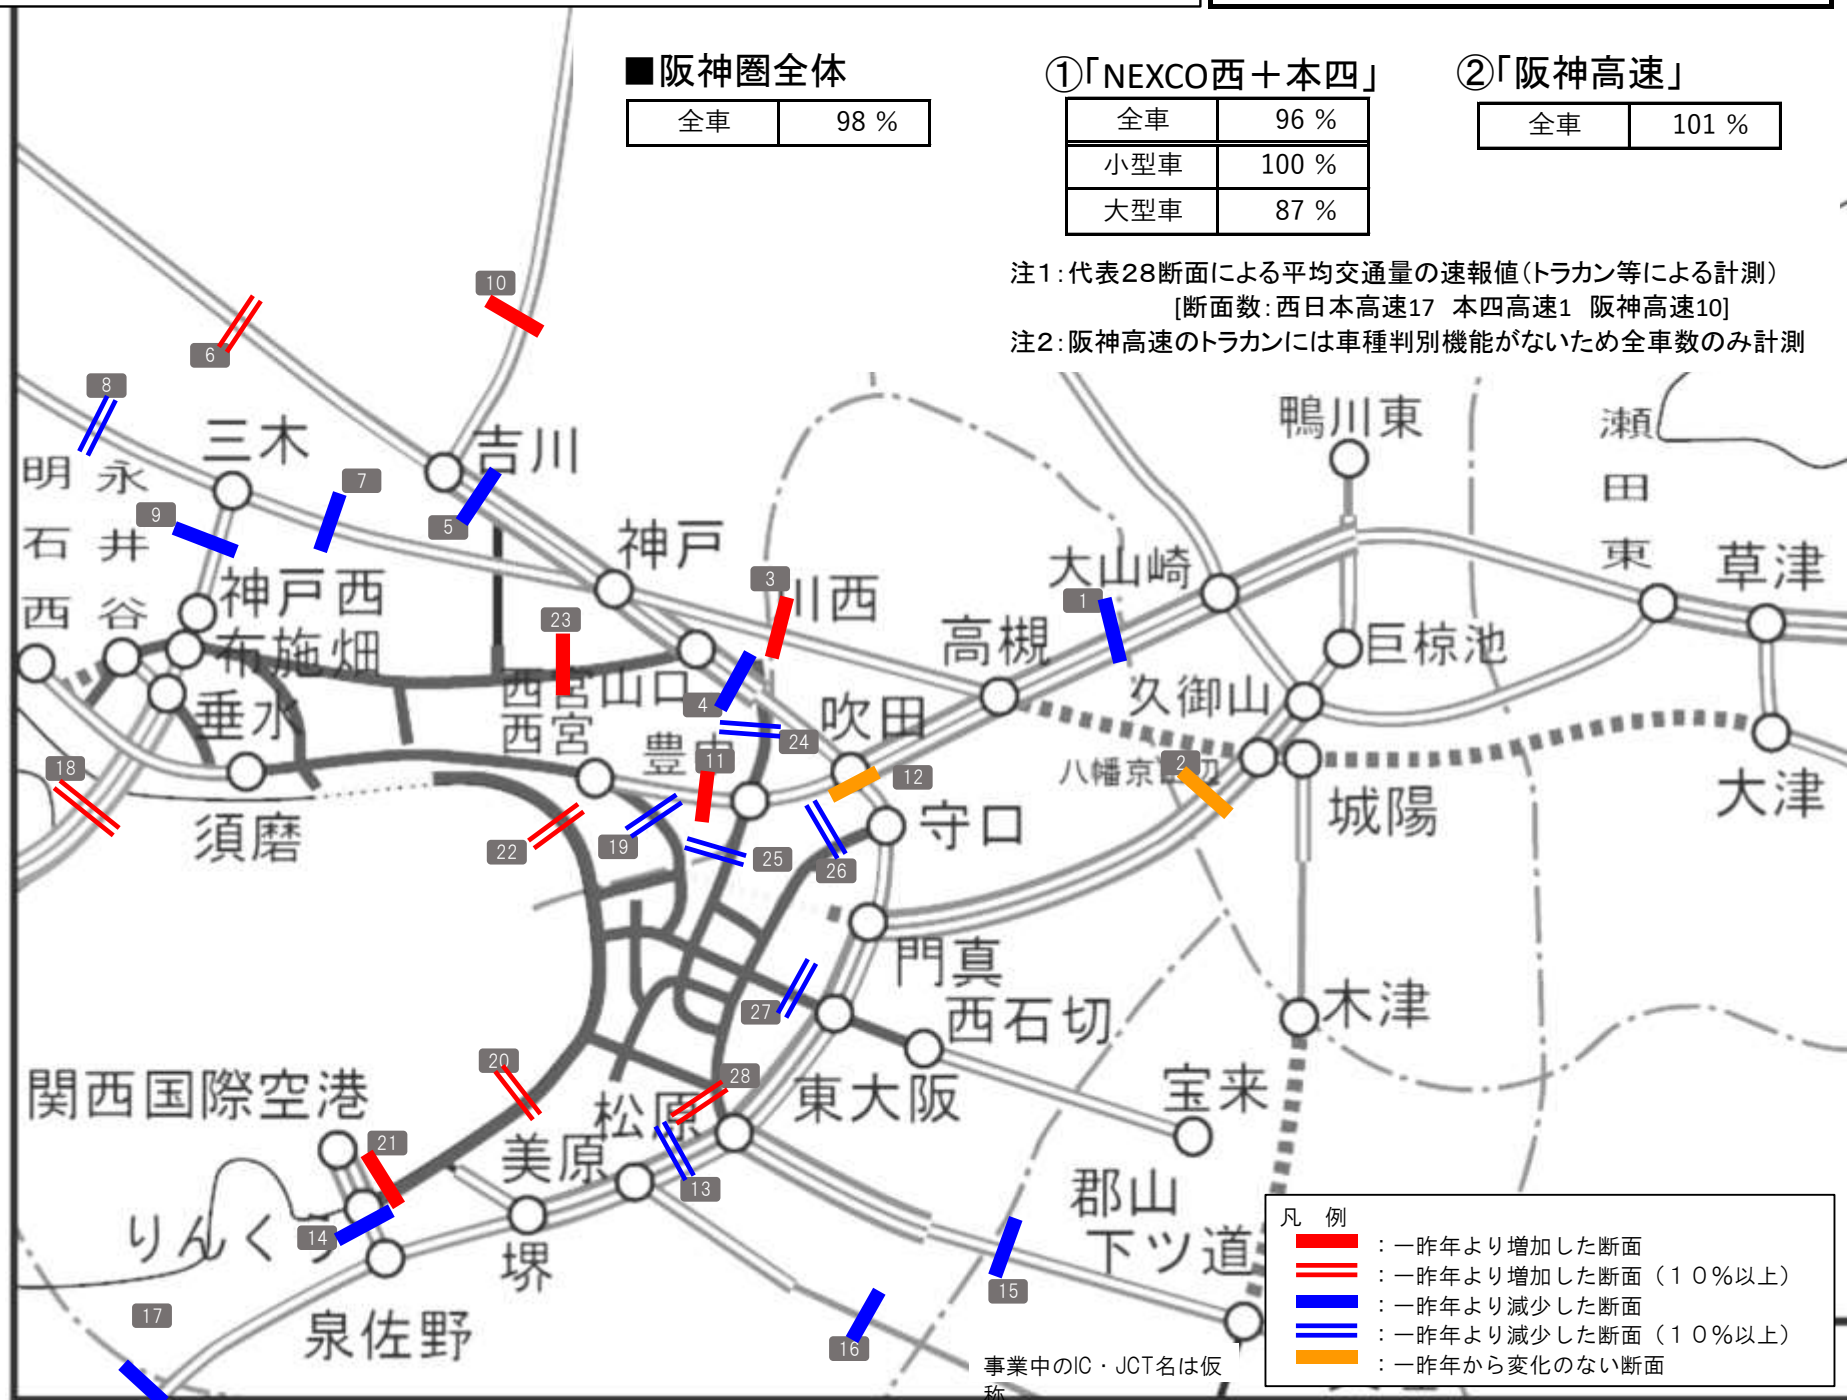 ■阪神圏全体
全車 98 %
①「NEXCO西＋本四」
全車 96 %
小型車 100 %
大型車 87 %
②「阪神高速」
全車 101 %
注1：代表28断面による平均交通量の速報値（トラカン等による計測）
[断面数：西日本高速17 本四高速1 阪神高速10]
注2：阪神高速のトラカンには車種判別機能がないため全車数のみ計測
10
6
8
三木
吉川
鴨川東
瀬田東
明石西
永井谷
7
9
5
神戸
大山崎
草津
神戸西
3
川西
1
23
高槻
巨椋池
布施畑
西宮山口
久御山
4
垂水
西宮
吹田
24
豊中
11
12
八幡京田辺
2
18
大津
城陽
須磨
守口
22
19
25
26
門真
27
西石切
木津
20
28
関西国際空港
松原
東大阪
宝来
21
美原
13
郡山下ツ道
14
りんくう
堺
15
17
泉佐野
16
事業中のIC・JCT名は仮
称
凡 例
：一昨年より増加した断面
：一昨年より増加した断面（１０％以上）
：一昨年より減少した断面
：一昨年より減少した断面（１０％以上）
：一昨年から変化のない断面